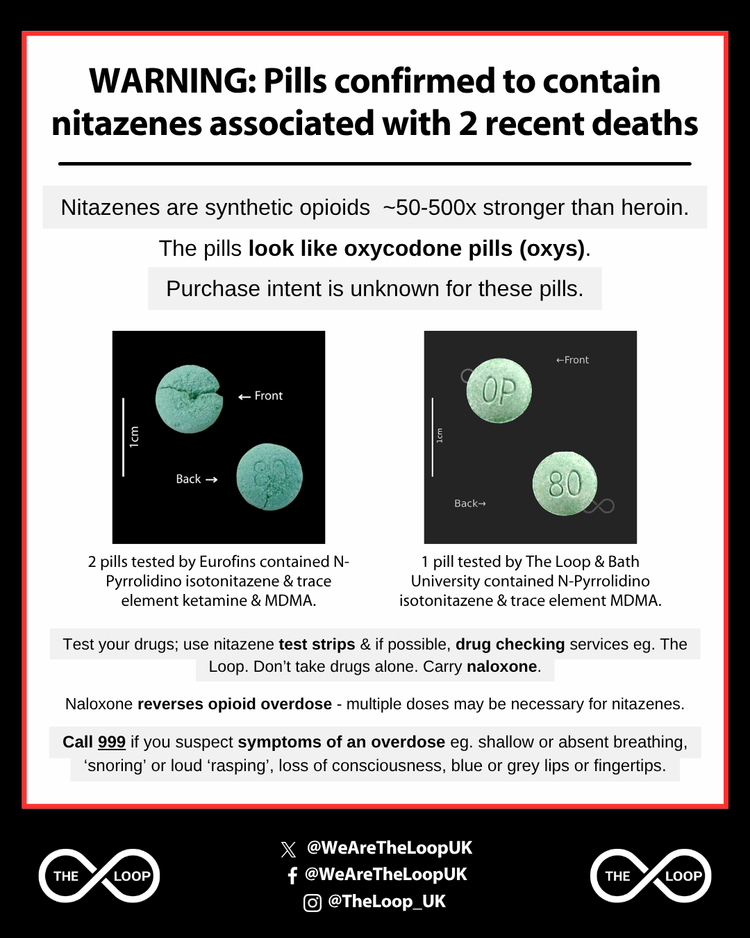 WARNING: Pills confirmed to contain
nitazenes associated with 2 recent deaths
Nitazenes are synthetic opioids ~50-500x stronger than heroin.
The pills look like oxycodone pills (oxys).
Purchase intent is unknown for these pills.
1cm
← Front
80
Back →
1cm
←Front
OP
80
Back→
2 pills tested by Eurofins contained N-
Pyrrolidino isotonitazene & trace
element ketamine & MDMA.
1 pill tested by The Loop & Bath
University contained N-Pyrrolidino
isotonitazene & trace element MDMA.
Test your drugs; use nitazene test strips & if possible, drug checking services eg. The
Loop. Don’t take drugs alone. Carry naloxone.
Naloxone reverses opioid overdose - multiple doses may be necessary for nitazenes.
Call 999 if you suspect symptoms of an overdose eg. shallow or absent breathing,
‘snoring’ or loud ‘rasping’, loss of consciousness, blue or grey lips or fingertips.
THE LOOP
@WeAreTheLoopUK
@WeAreTheLoopUK
@TheLoop_UK
THE LOOP